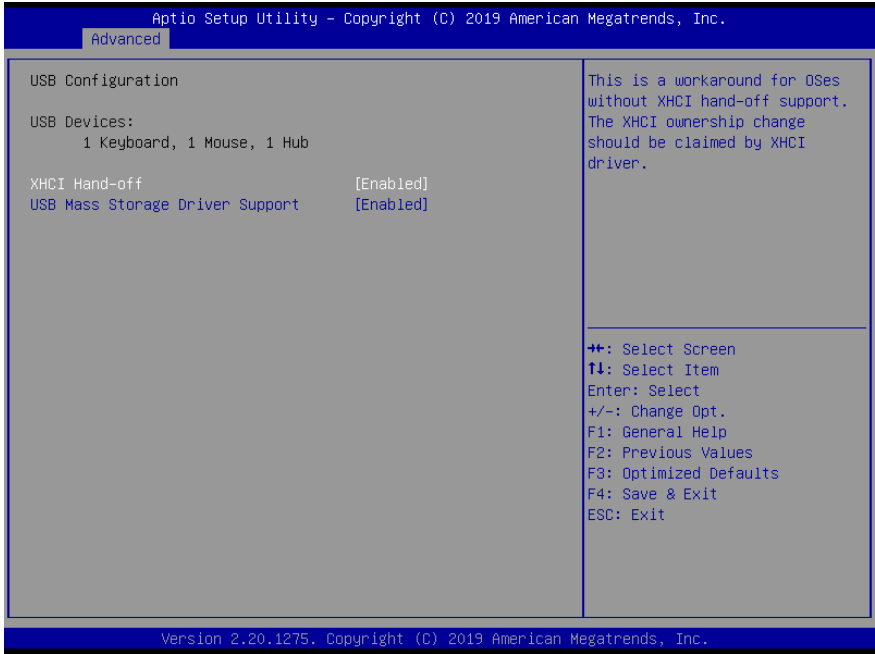 Aptio Setup Utility – Copyright (C) 2019 American Megatrends, Inc.
Advanced
USB Configuration
USB Devices:
1 Keyboard, 1 Mouse, 1 Hub
XHCI Hand-off [Enabled]
USB Mass Storage Driver Support [Enabled]
This is a workaround for OSes
without XHCI hand-off support.
The XHCI ownership change
should be claimed by XHCI
driver.
→←: Select Screen
↑↓: Select Item
Enter: Select
+/-: Change Opt.
F1: General Help
F2: Previous Values
F3: Optimized Defaults
F4: Save & Exit
ESC: Exit
Version 2.20.1275. Copyright (C) 2019 American Megatrends, Inc.